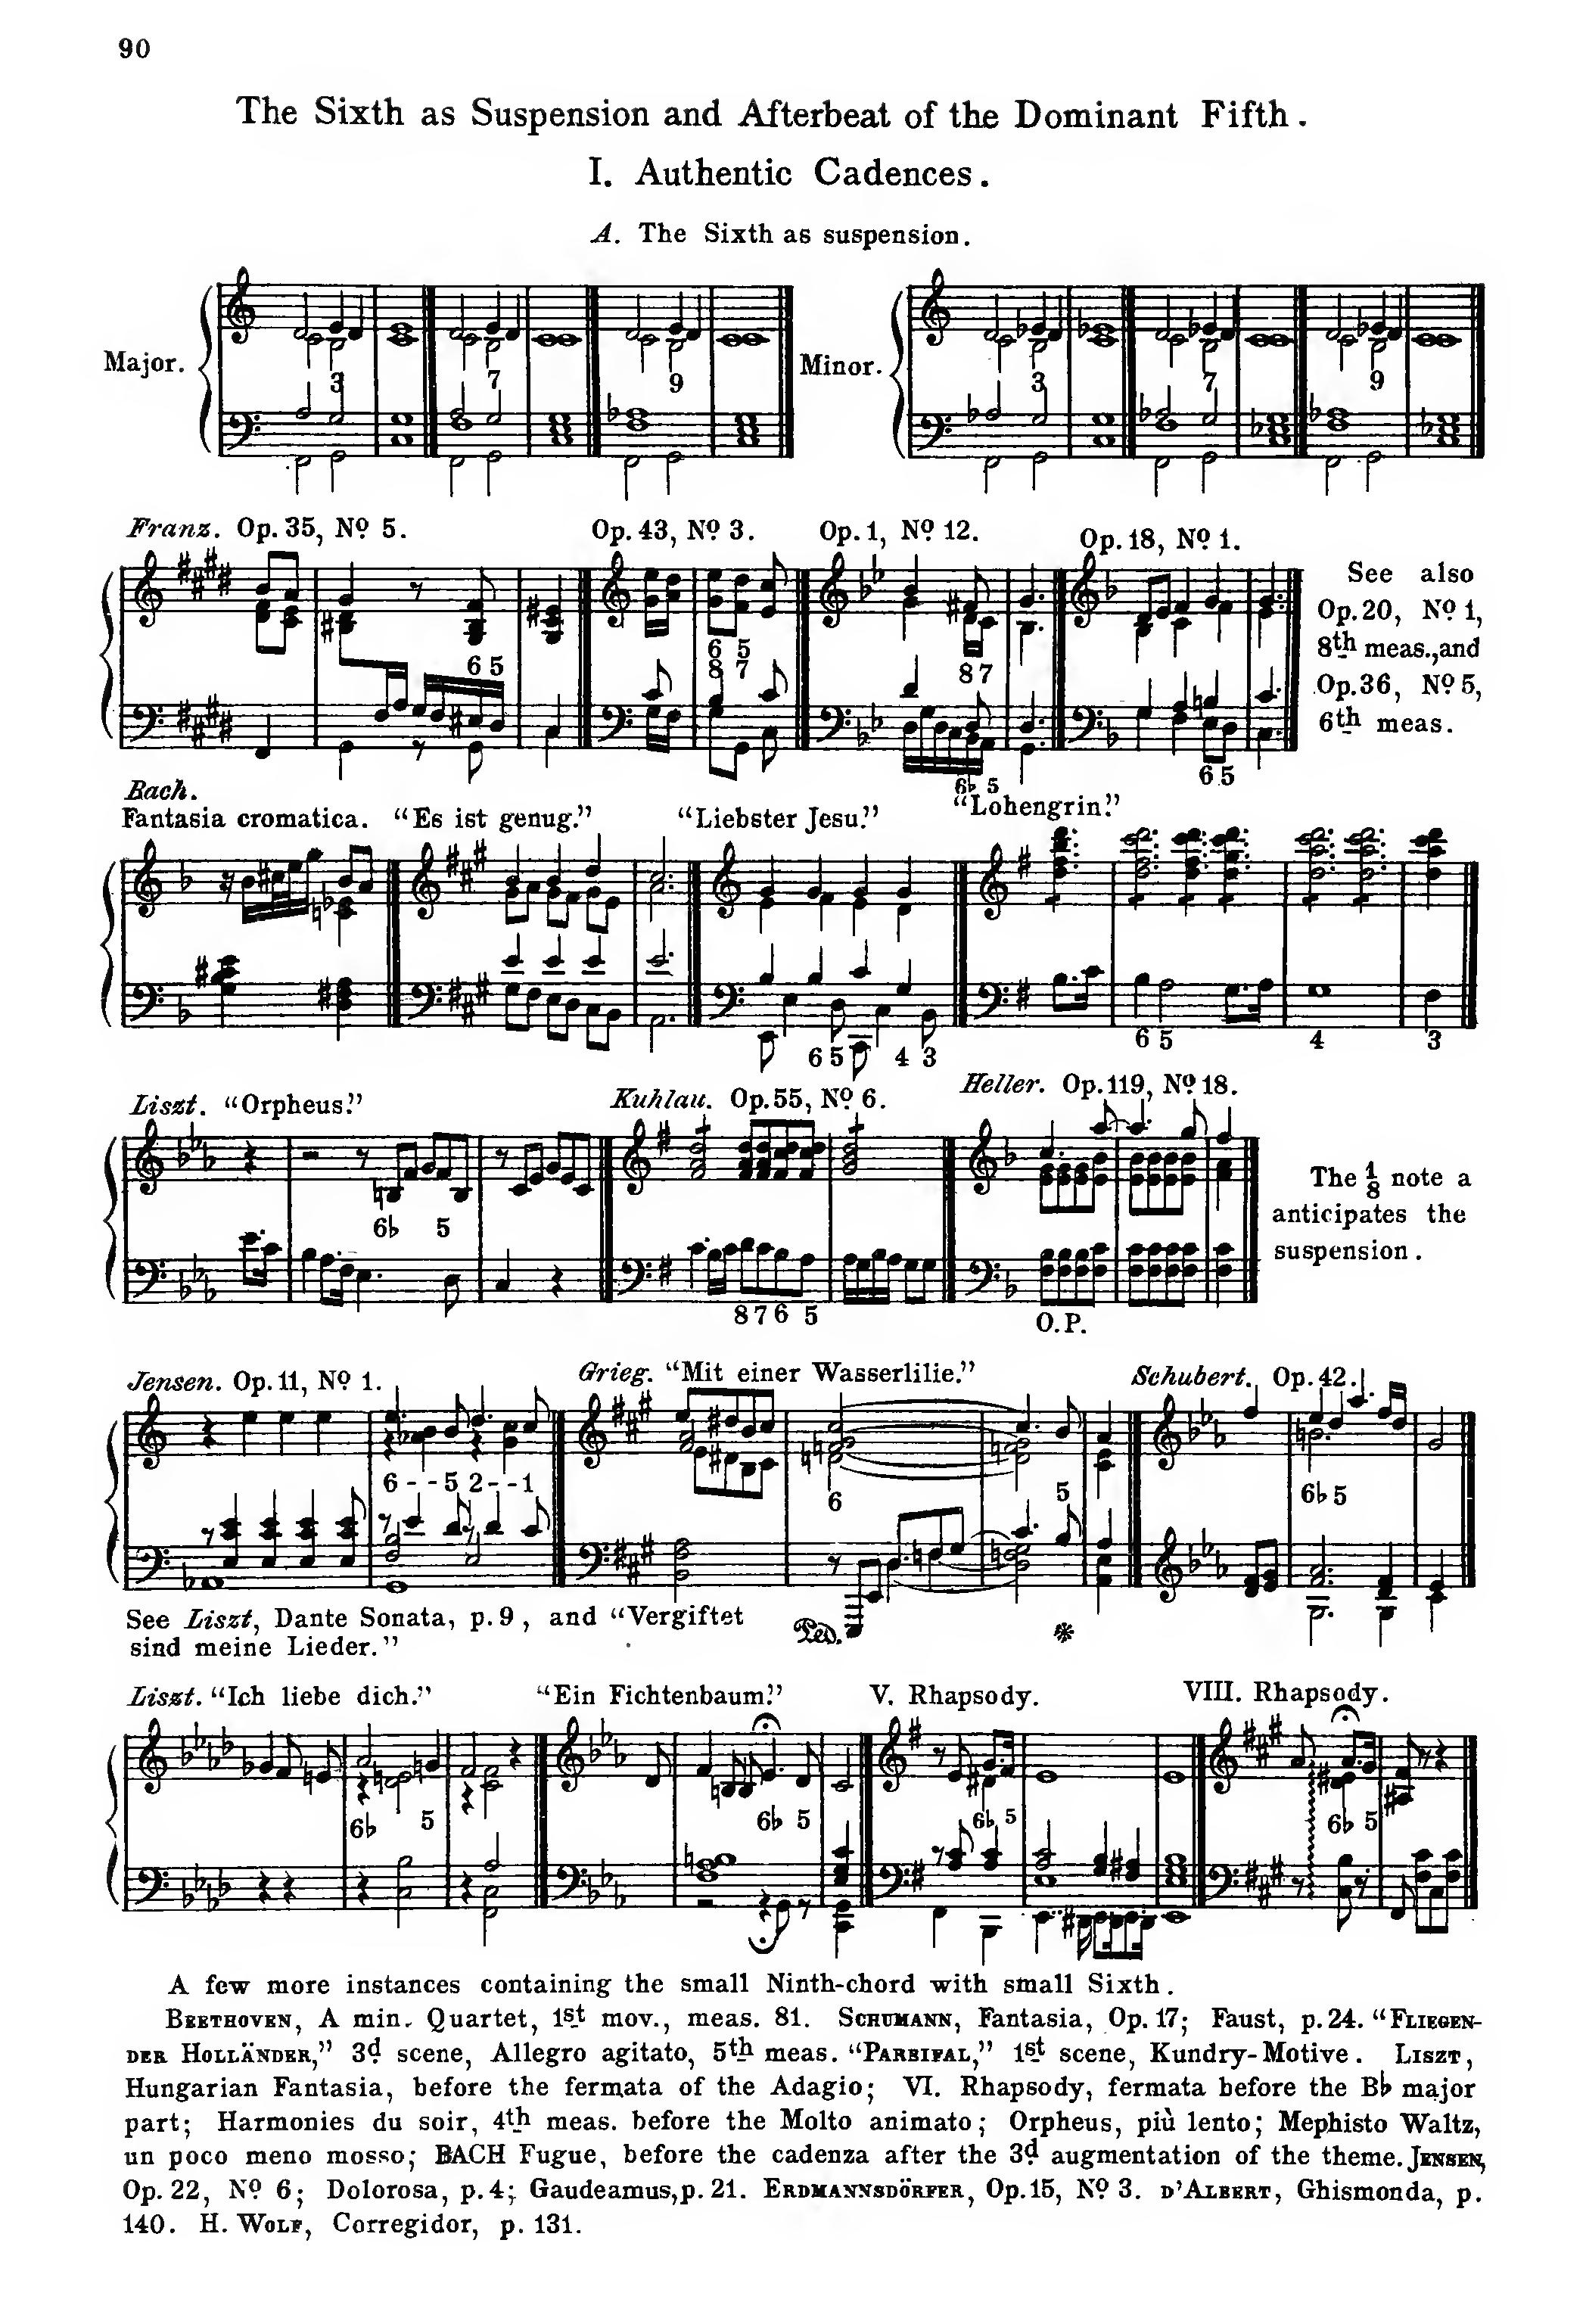 90
The Sixth as Suspension and Afterbeat of the Dominant Fifth.
I. Authentic Cadences.
A. The Sixth as suspension.
Major.
3 7 9
Minor.
3 7 9
Franz. Op. 35, No 5.
Op. 43, No 3.
Op. 1, No 12.
Op. 18, No 1.
See also
Op. 20, No 1,
8th meas., and
Op. 36, No 5,
6th meas.
6 5
6 5
8 7
8 7
6♭ 5
6 5
Bach.
Fantasia cromatica.
“Es ist genug.”
“Liebster Jesu.”
“Lohengrin.”
6 5 4 3
6 5 4 3
Liszt. “Orpheus.”
Kuhlau. Op. 55, No 6.
Heller. Op. 119, No 18.
The 1/8 note a
anticipates the
suspension.
6♭ 5
8 7 6 5
O.P.
Jensen. Op. 11, No 1.
Grieg. “Mit einer Wasserlilie.”
Schubert. Op. 42.
6 - - 5 2 - - 1
6 5
6♭ 5
Ped. *
See Liszt, Dante Sonata, p. 9, and “Vergiftet
sind meine Lieder.”
Liszt. “Ich liebe dich.”
“Ein Fichtenbaum.”
V. Rhapsody.
VIII. Rhapsody.
6♭ 5
6♭ 5
6♭ 5
6♭ 5
A few more instances containing the small Ninth-chord with small Sixth.
BEETHOVEN, A min. Quartet, 1st mov., meas. 81. SCHUMANN, Fantasia, Op. 17; Faust, p. 24. “FLIEGEN-
DER HOLLÄNDER,” 3d scene, Allegro agitato, 5th meas. “PARSIFAL,” 1st scene, Kundry-Motive. LISZT,
Hungarian Fantasia, before the fermata of the Adagio; VI. Rhapsody, fermata before the B♭ major
part; Harmonies du soir, 4th meas. before the Molto animato; Orpheus, più lento; Mephisto Waltz,
un poco meno mosso; BACH Fugue, before the cadenza after the 3d augmentation of the theme. JENSEN,
Op. 22, No 6; Dolorosa, p. 4; Gaudeamus, p. 21. ERDMANNSDÖRFER, Op. 15, No 3. D’ALBERT, Ghismonda, p.
140. H. WOLF, Corregidor, p. 131.